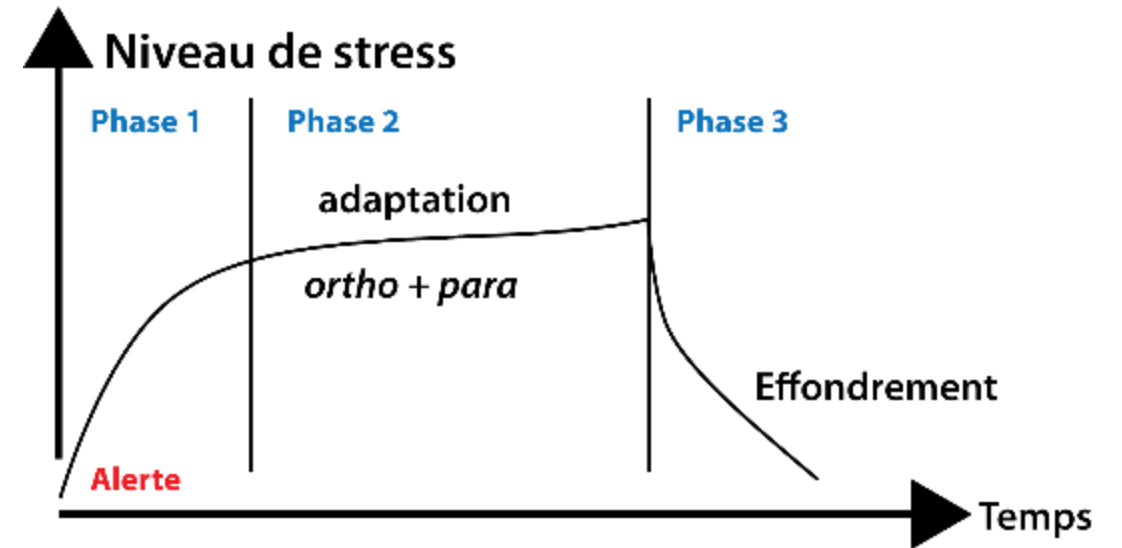 Niveau de stress
Phase 1
Phase 2
Phase 3
adaptation
ortho + para
Effondrement
Alerte
Temps